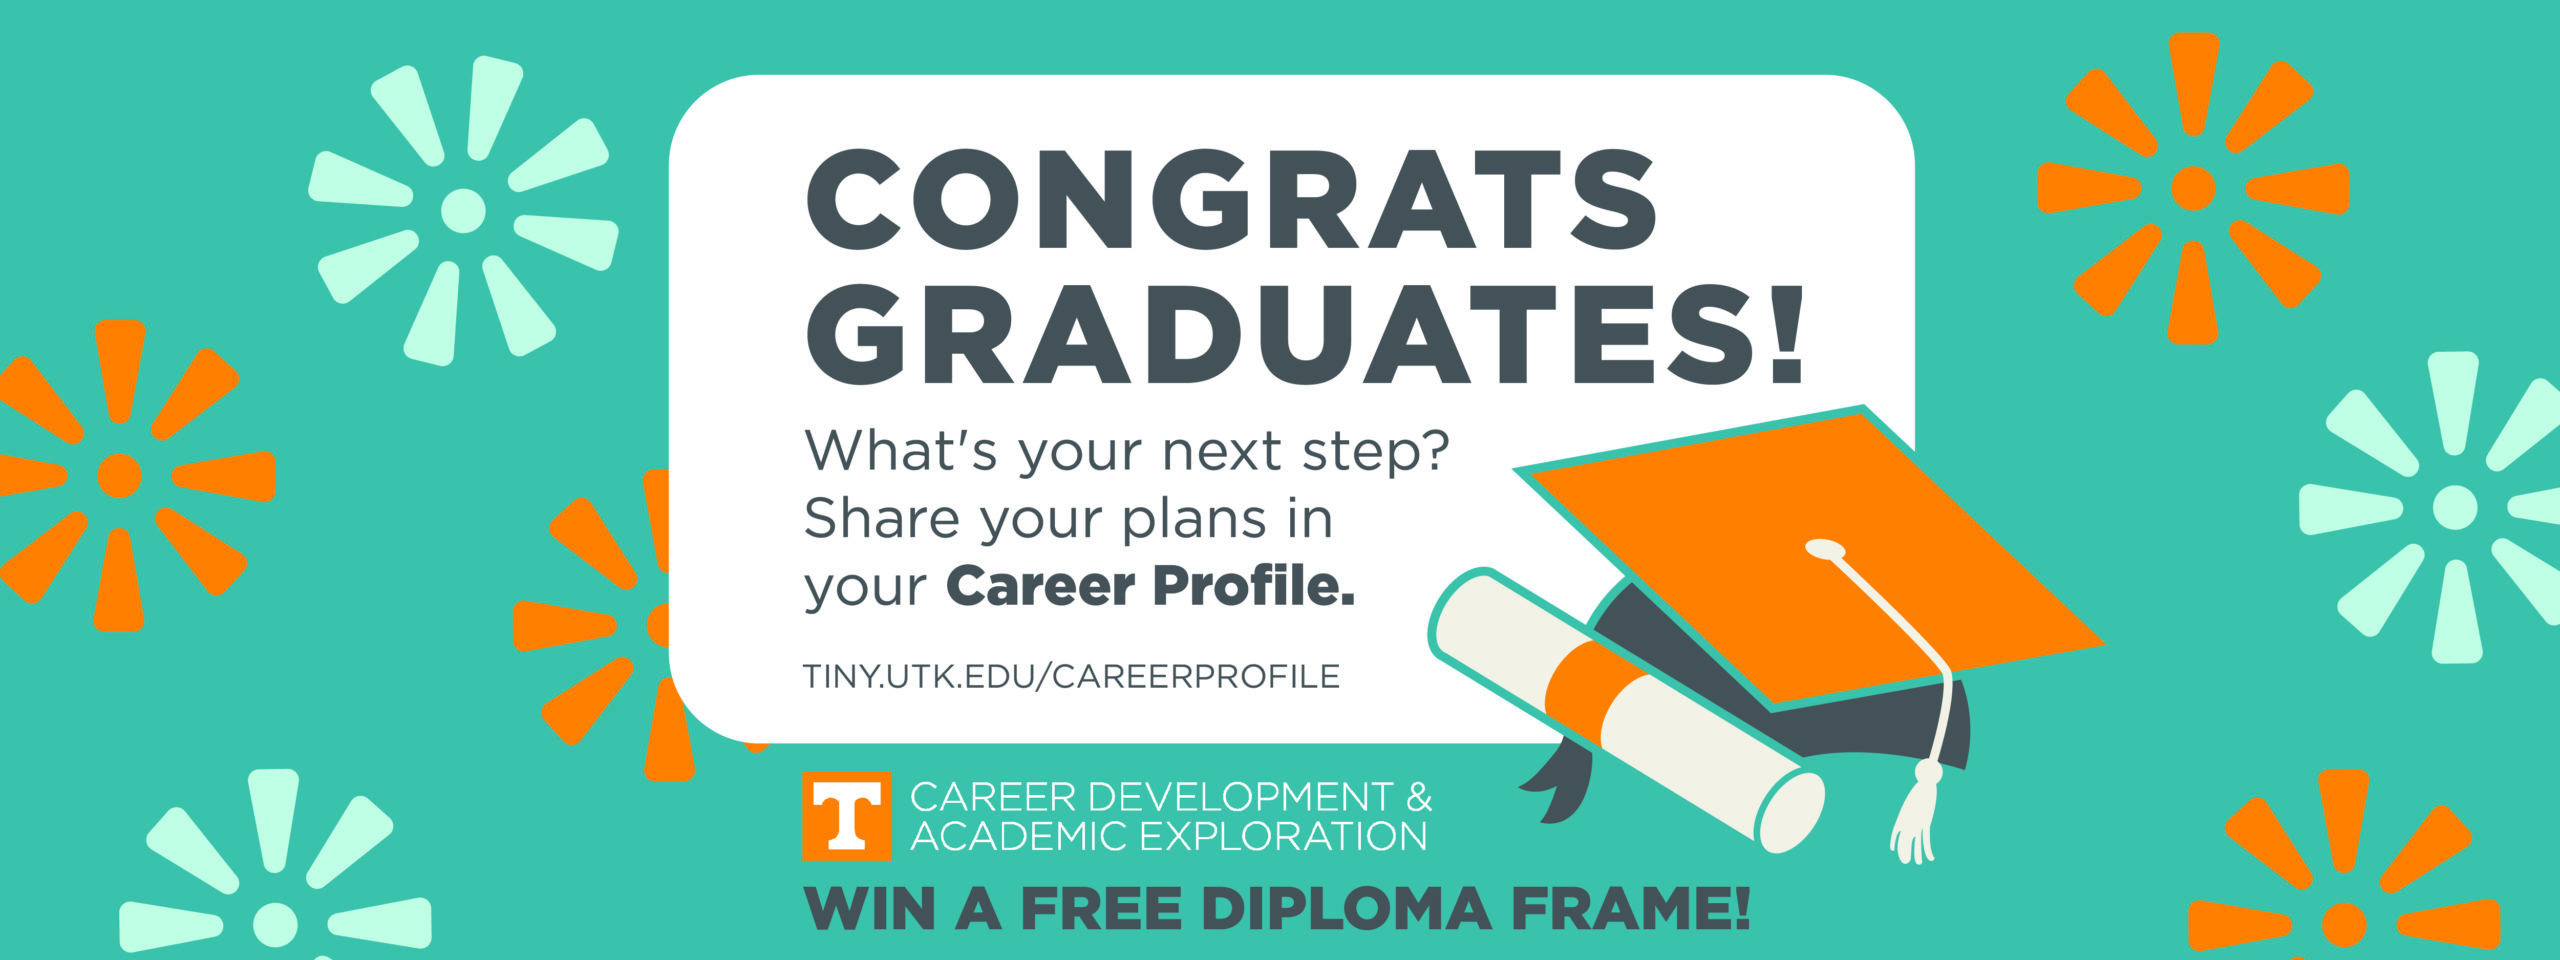 CONGRATS
GRADUATES!
What's your next step?
Share your plans in
your Career Profile.
TINY.UTK.EDU/CAREERPROFILE
T
CAREER DEVELOPMENT &
ACADEMIC EXPLORATION
WIN A FREE DIPLOMA FRAME!